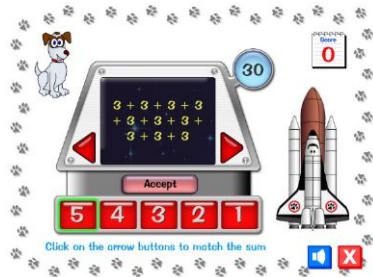 Score
0
30
3 + 3 + 3 + 3
+ 3 + 3 + 3 +
3 + 3 + 3
Accept
5 4 3 2 1
Click on the arrow buttons to match the sum
X